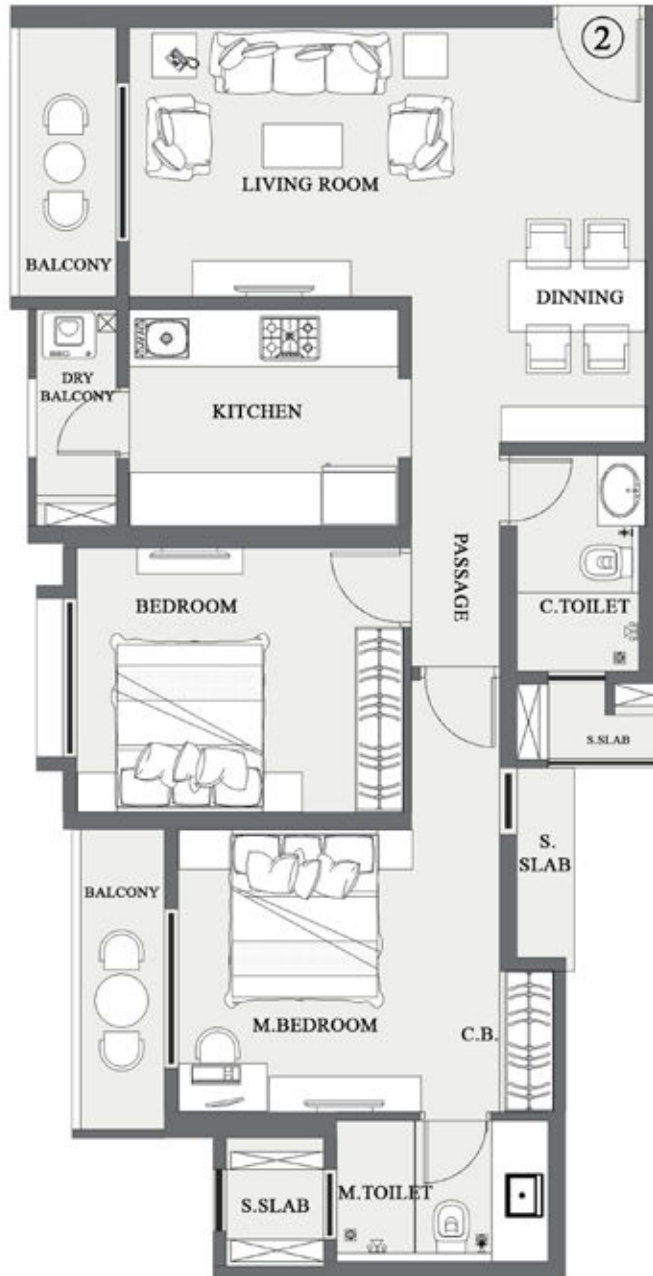 2
LIVING ROOM
BALCONY
DINNING
DRY
BALCONY
KITCHEN
PASSAGE
BEDROOM
C.TOILET
S.SLAB
S.
SLAB
BALCONY
M.BEDROOM
C.B.
M.TOILET
S.SLAB